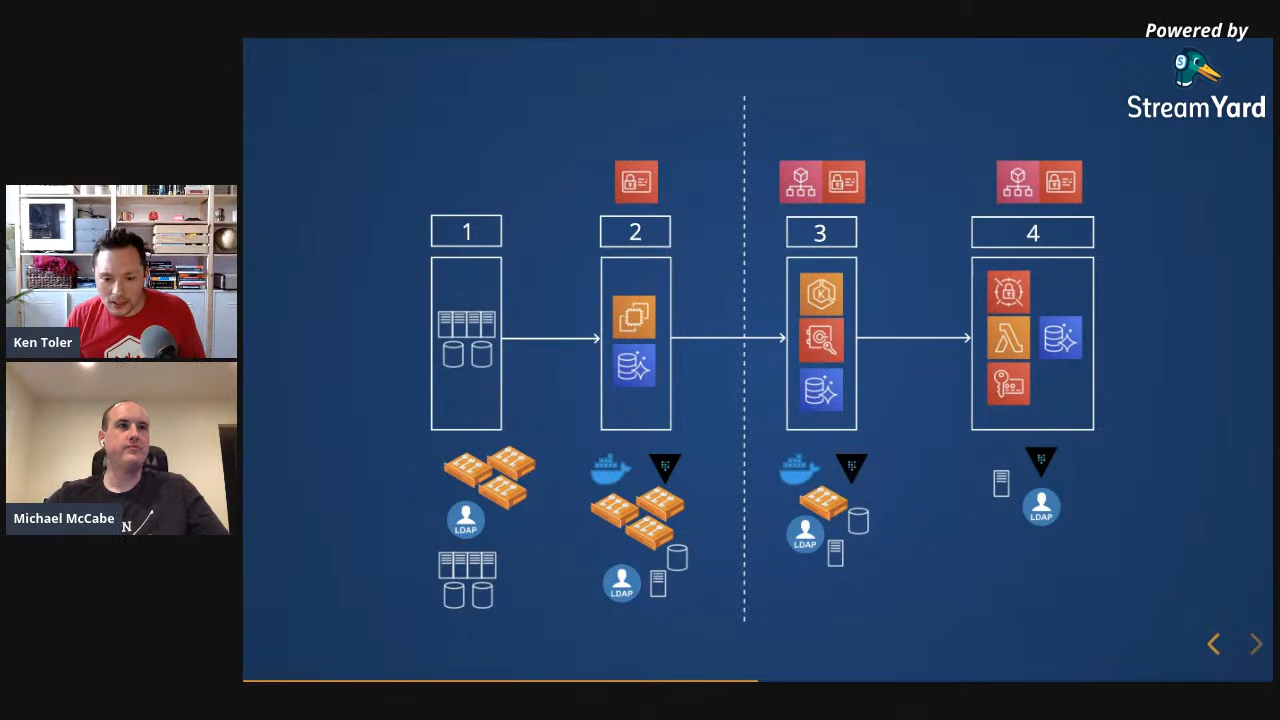 Powered by
StreamYard
Ken Toler
Michael McCabe
N
1
2
3
4
K
LDAP
LDAP
LDAP
LDAP